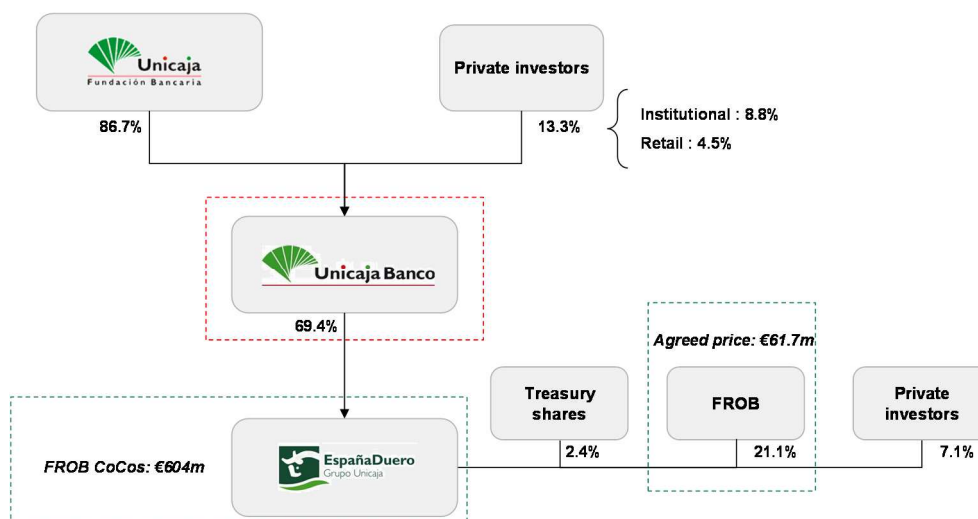 Unicaja
Fundación Bancaria
Private investors
86.7%
13.3%
Institutional : 8.8%
Retail : 4.5%
Unicaja Banco
69.4%
Agreed price: €61.7m
Treasury
shares
FROB
Private
investors
FROB CoCos: €604m
EspañaDuero
Grupo Unicaja
2.4%
21.1%
7.1%